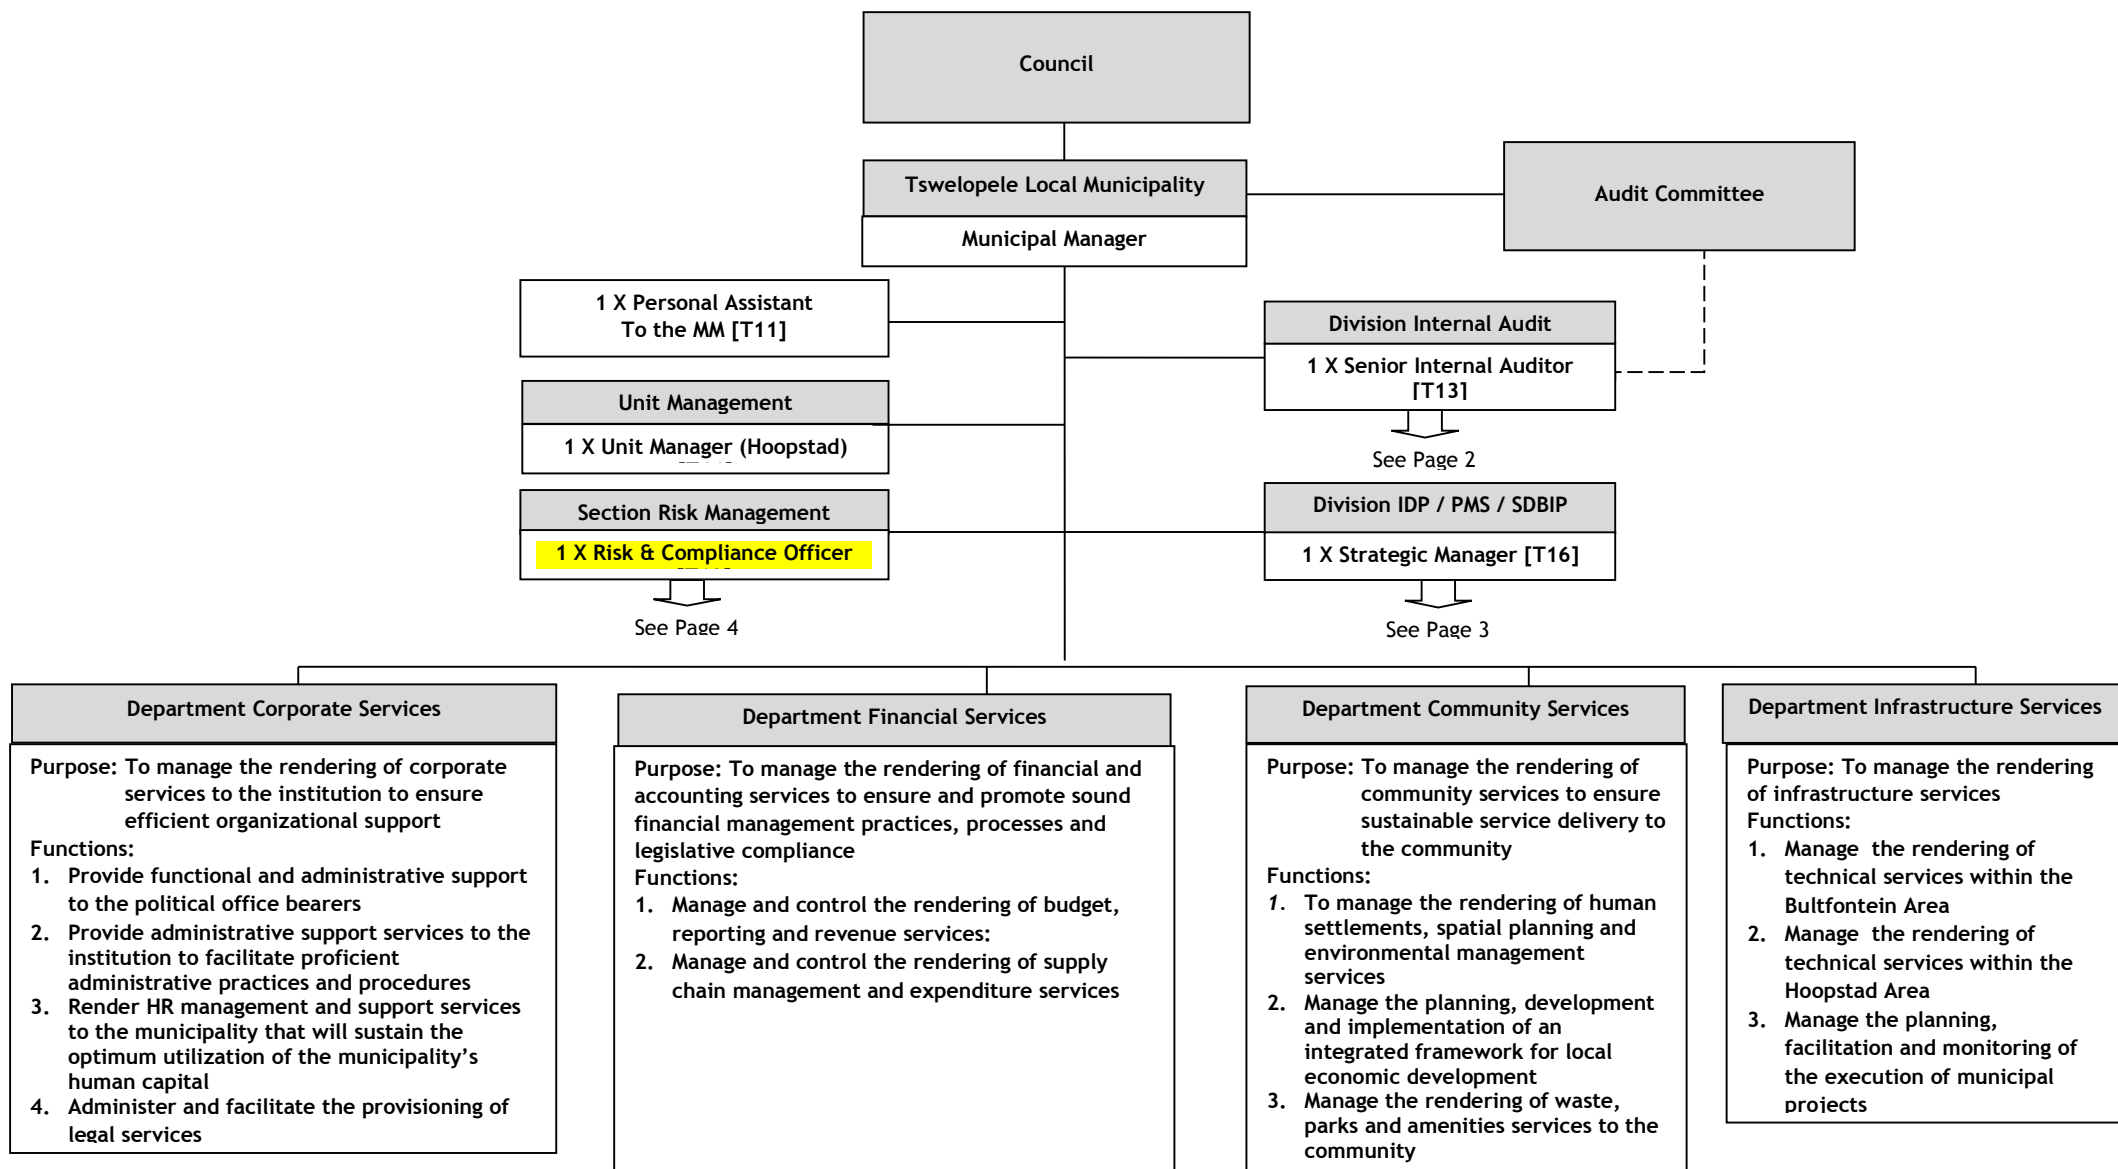 Council
Tswelopele Local Municipality
Municipal Manager
Audit Committee
1 X Personal Assistant
To the MM [T11]
Division Internal Audit
1 X Senior Internal Auditor
[T13]
See Page 2
Unit Management
1 X Unit Manager (Hoopstad)
Section Risk Management
1 X Risk & Compliance Officer
See Page 4
Division IDP / PMS / SDBIP
1 X Strategic Manager [T16]
See Page 3
Department Corporate Services
Purpose: To manage the rendering of corporate
services to the institution to ensure
efficient organizational support
Functions:
1. Provide functional and administrative support
to the political office bearers
2. Provide administrative support services to the
institution to facilitate proficient
administrative practices and procedures
3. Render HR management and support services
to the municipality that will sustain the
optimum utilization of the municipality’s
human capital
4. Administer and facilitate the provisioning of
legal services
Department Financial Services
Purpose: To manage the rendering of financial and
accounting services to ensure and promote sound
financial management practices, processes and
legislative compliance
Functions:
1. Manage and control the rendering of budget,
reporting and revenue services:
2. Manage and control the rendering of supply
chain management and expenditure services
Department Community Services
Purpose: To manage the rendering of
community services to ensure
sustainable service delivery to
the community
Functions:
1. To manage the rendering of human
settlements, spatial planning and
environmental management
services
2. Manage the planning, development
and implementation of an
integrated framework for local
economic development
3. Manage the rendering of waste,
parks and amenities services to the
community
Department Infrastructure Services
Purpose: To manage the rendering
of infrastructure services
Functions:
1. Manage the rendering of
technical services within the
Bultfontein Area
2. Manage the rendering of
technical services within the
Hoopstad Area
3. Manage the planning,
facilitation and monitoring of
the execution of municipal
projects